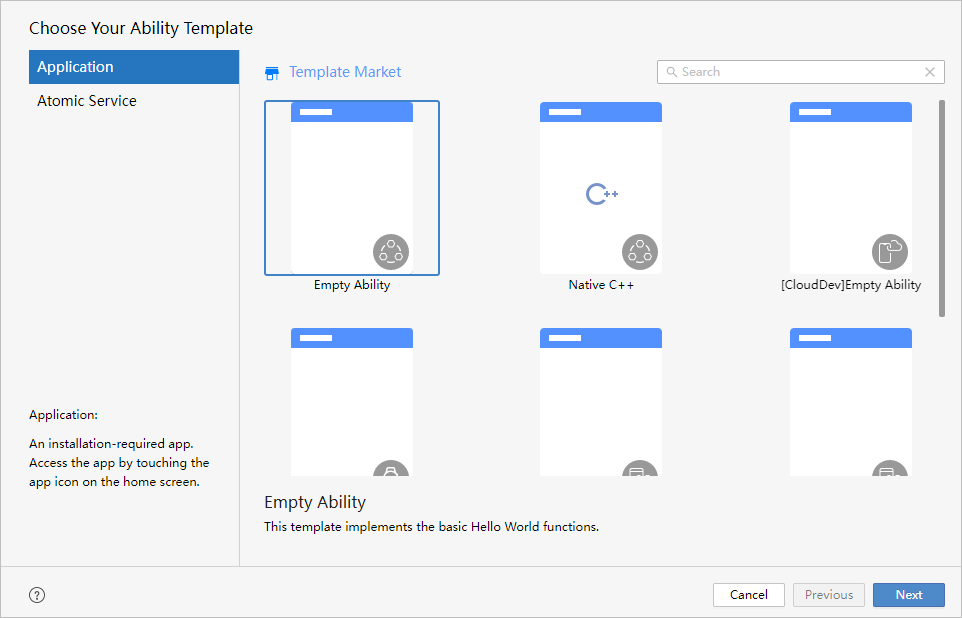 Choose Your Ability Template
Application
Atomic Service
Template Market
Search
C++
Empty Ability
Native C++
[CloudDev]Empty Ability
Application:
An installation-required app.
Access the app by touching the
app icon on the home screen.
Empty Ability
This template implements the basic Hello World functions.
?
Cancel
Previous
Next